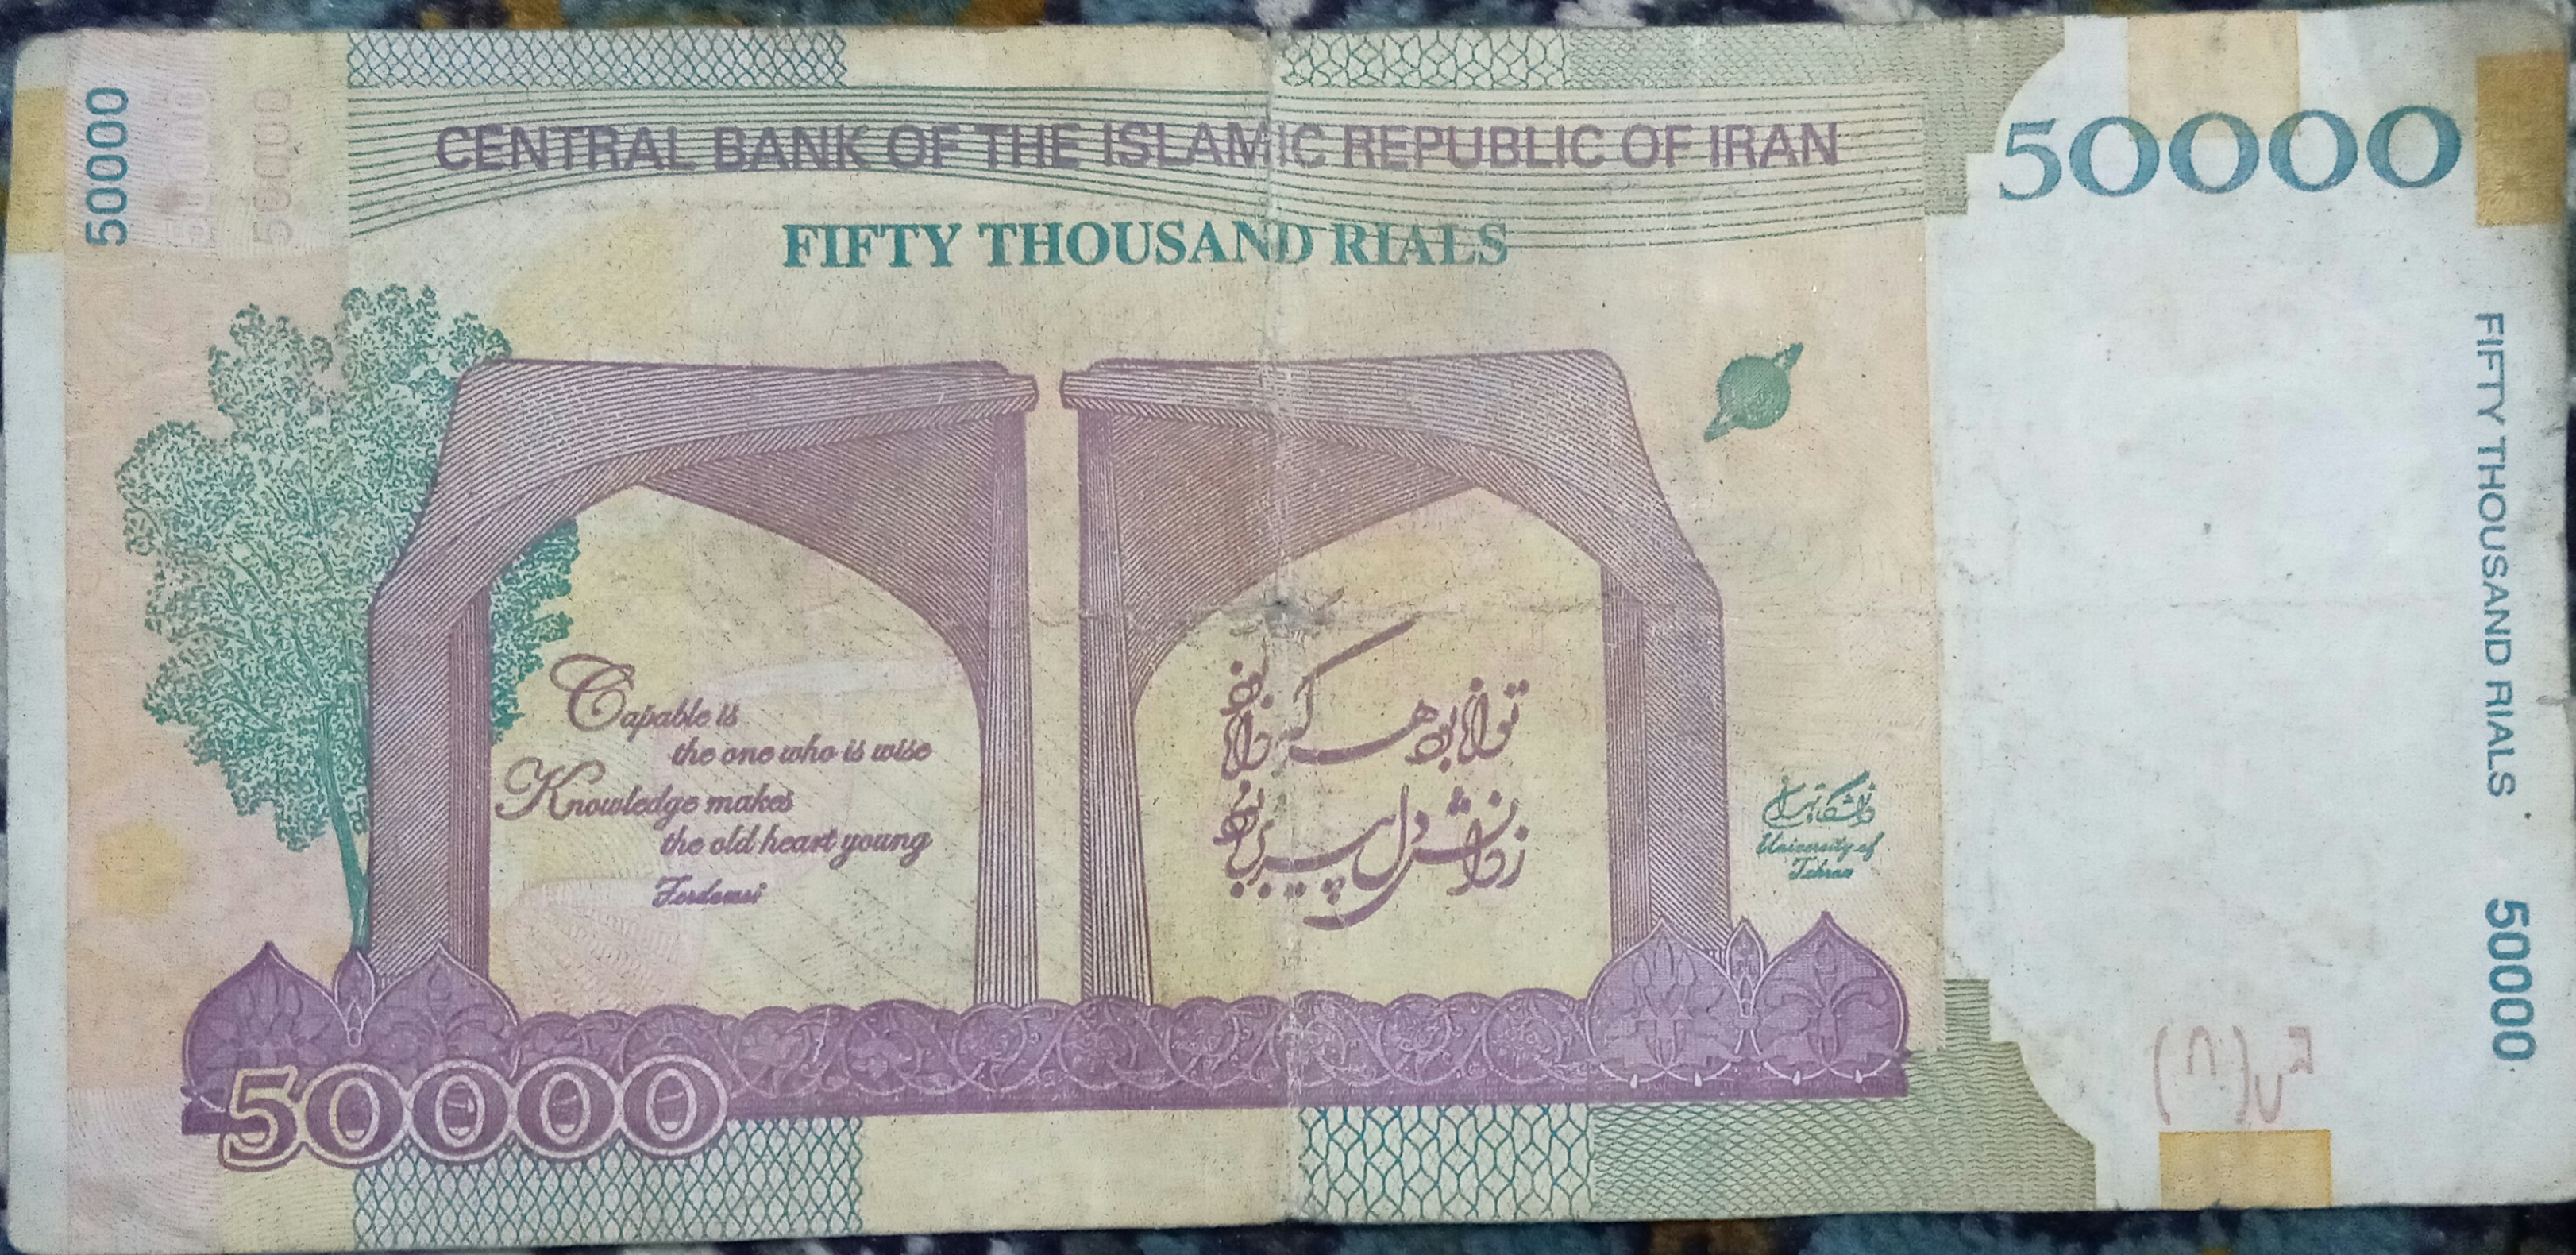 50000
50000
50000
CENTRAL BANK OF THE ISLAMIC REPUBLIC OF IRAN
50000
FIFTY THOUSAND RIALS
Capable is
the one who is wise
Knowledge makes
the old heart young
Ferdowsi
توانا بود هر که دانا بود
ز دانش دل پیر برنا بود
دانشگاه تهران
University of
Tehran
FIFTY THOUSAND RIALS 50000
50000